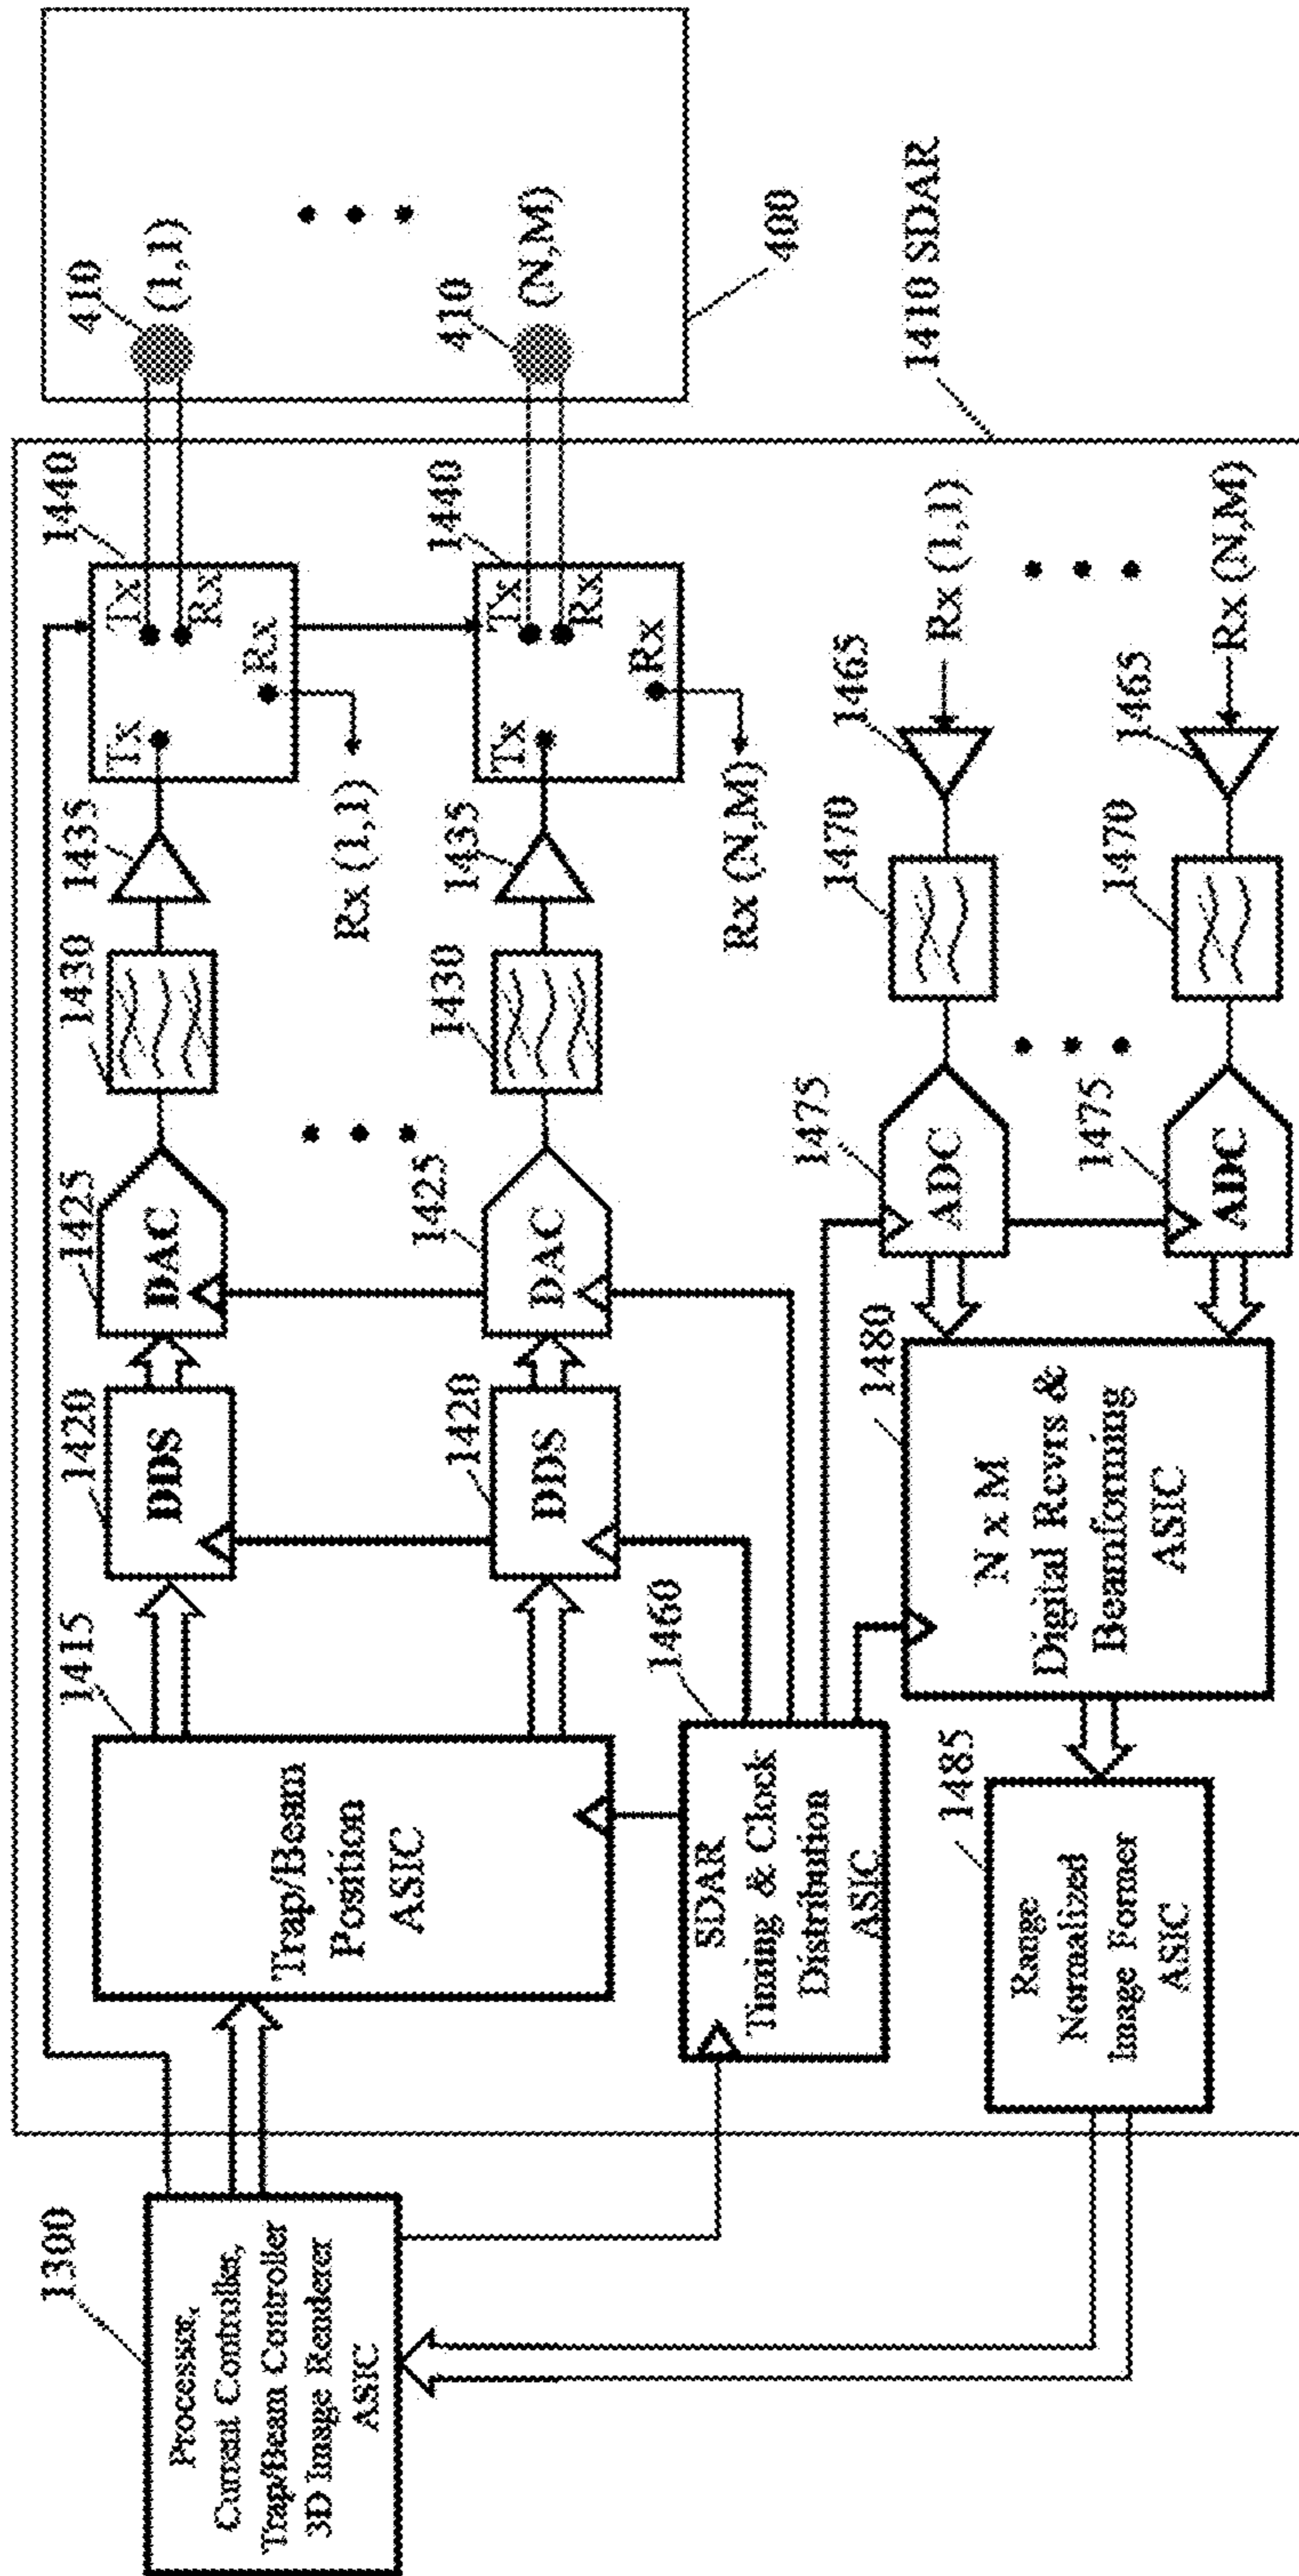 1300
Processor,
Current Controller,
Trap/Beam Controller
3D Image Renderer
ASIC
1415
Trap/Beam
Position
ASIC
1420
DDS
1425
DAC
1430
1435
1440
Tx
Tx
Rx
Rx
Rx (1,1)
410
(1,1)
1420
DDS
1425
DAC
1430
1435
1440
Tx
Tx
Rx
Rx
Rx (N,M)
410
(N,M)
400
1460
SDAR
Timing & Clock
Distribution
ASIC
1410 SDAR
1475
ADC
1470
1465
Rx (1,1)
1475
ADC
1470
1465
Rx (N,M)
1480
N x M
Digital Rcvrs &
Beamforming
ASIC
1485
Range
Normalized
Image Former
ASIC